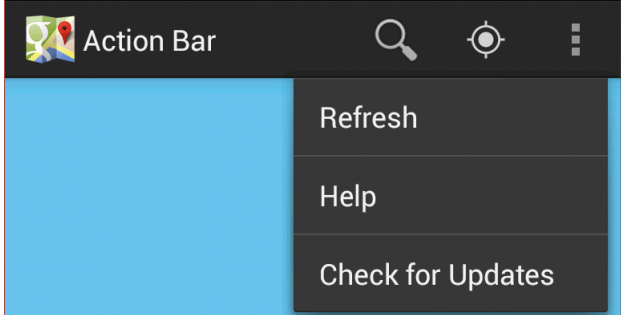 Action Bar
Refresh
Help
Check for Updates